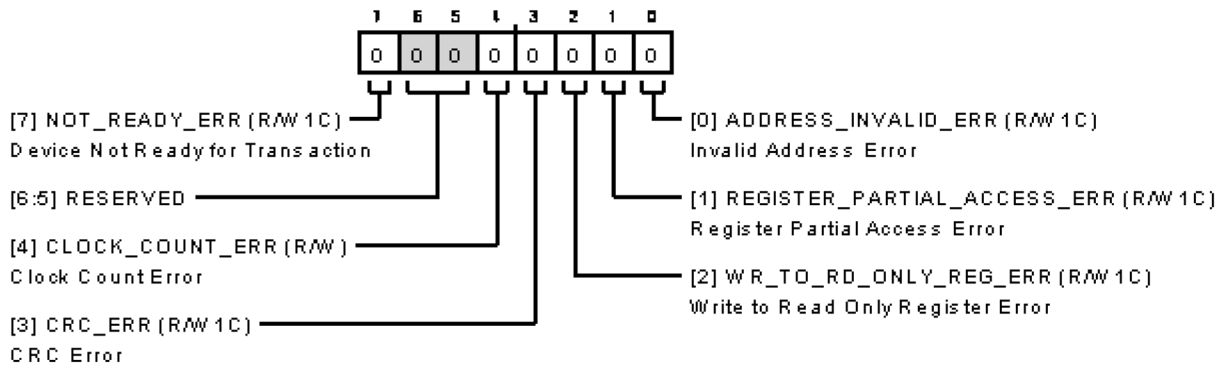 7 6 5 4 3 2 1 0
0 0 0 0 0 0 0 0
[7] NOT_READY_ERR (R/W1C)
Device Not Ready for Transaction
[6:5] RESERVED
[4] CLOCK_COUNT_ERR (R/W)
Clock Count Error
[3] CRC_ERR (R/W1C)
CRC Error
[0] ADDRESS_INVALID_ERR (R/W1C)
Invalid Address Error
[1] REGISTER_PARTIAL_ACCESS_ERR (R/W1C)
Register Partial Access Error
[2] WR_TO_RD_ONLY_REG_ERR (R/W1C)
Write to Read Only Register Error